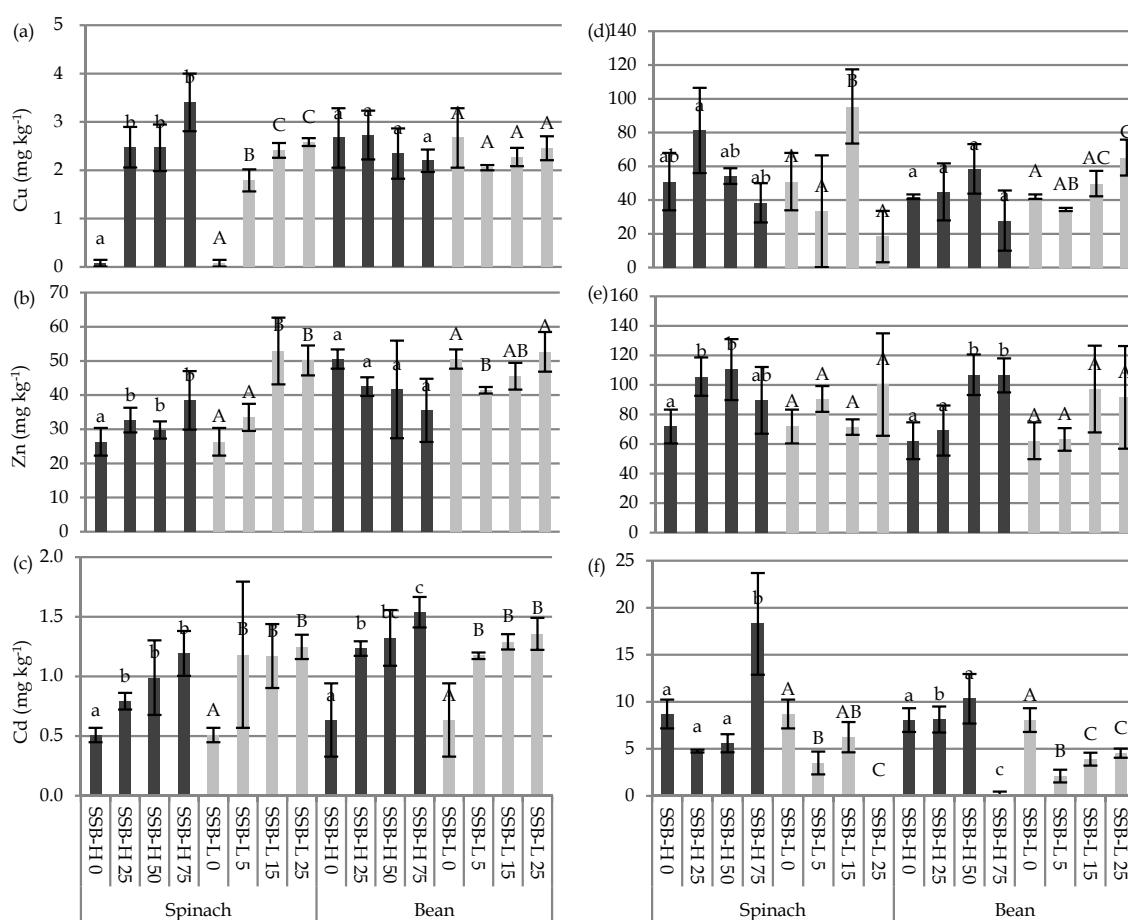 (a)
Cu (mg kg-1)
5
4
3
2
1
0
a b b b A B C C a a a a A A A A
(d)
140
120
100
80
60
40
20
0
ab a ab ab A A B A a a a a A AB AC C
(b)
Zn (mg kg-1)
70
60
50
40
30
20
10
0
a b b b A A B B a a a a A B AB A
(e)
160
140
120
100
80
60
40
20
0
a b b ab A A A A a a b b A A A A
(c)
Cd (mg kg-1)
2.0
1.5
1.0
0.5
0.0
a b b b A B B B a b bc c A B B B
SSB-H 0
SSB-H 25
SSB-H 50
SSB-H 75
SSB-L 0
SSB-L 5
SSB-L 15
SSB-L 25
SSB-H 0
SSB-H 25
SSB-H 50
SSB-H 75
SSB-L 0
SSB-L 5
SSB-L 15
SSB-L 25
Spinach Bean
(f)
25
20
15
10
5
0
a a a b A B AB C a b a c A B C C
SSB-H 0
SSB-H 25
SSB-H 50
SSB-H 75
SSB-L 0
SSB-L 5
SSB-L 15
SSB-L 25
SSB-H 0
SSB-H 25
SSB-H 50
SSB-H 75
SSB-L 0
SSB-L 5
SSB-L 15
SSB-L 25
Spinach Bean